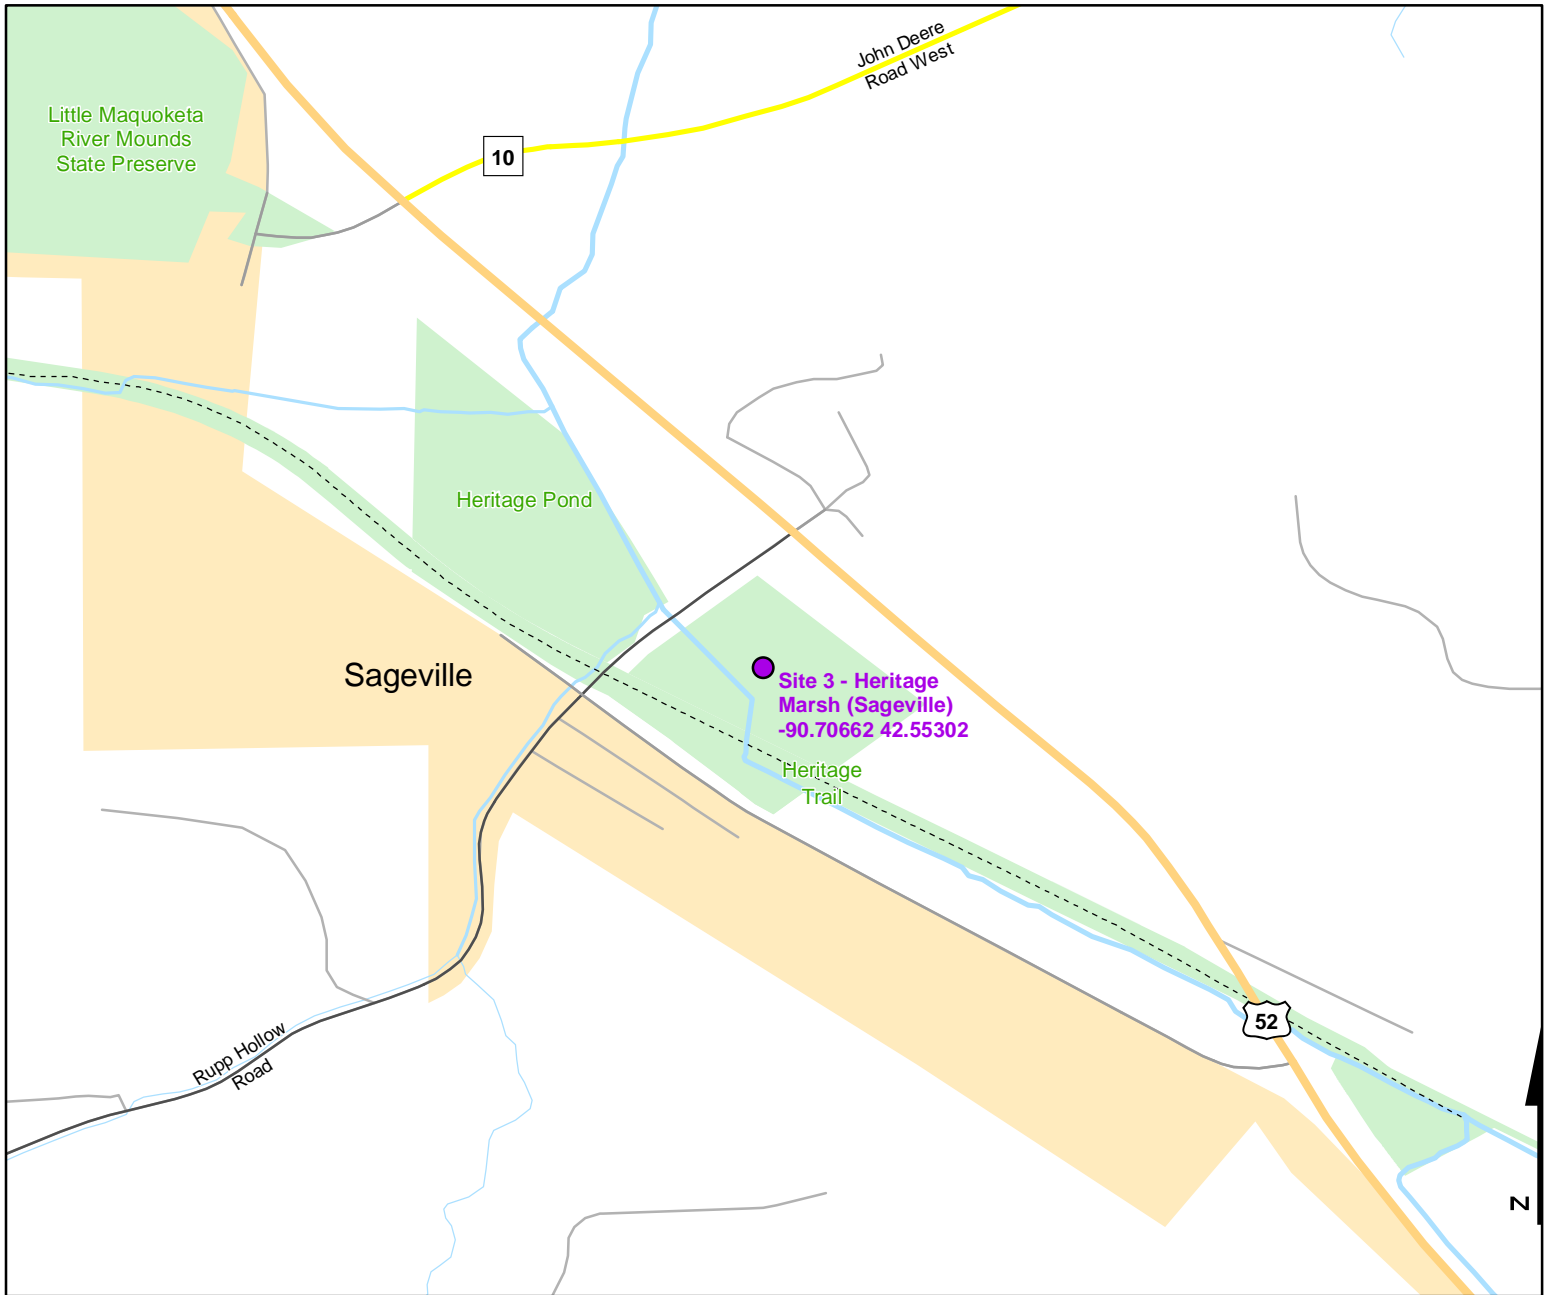 John Deere
Road West
Little Maquoketa
River Mounds
State Preserve
10
Heritage Pond
Sageville
Site 3 - Heritage
Marsh (Sageville)
-90.70662 42.55302
Heritage
Trail
52
Rupp Hollow
Road
N